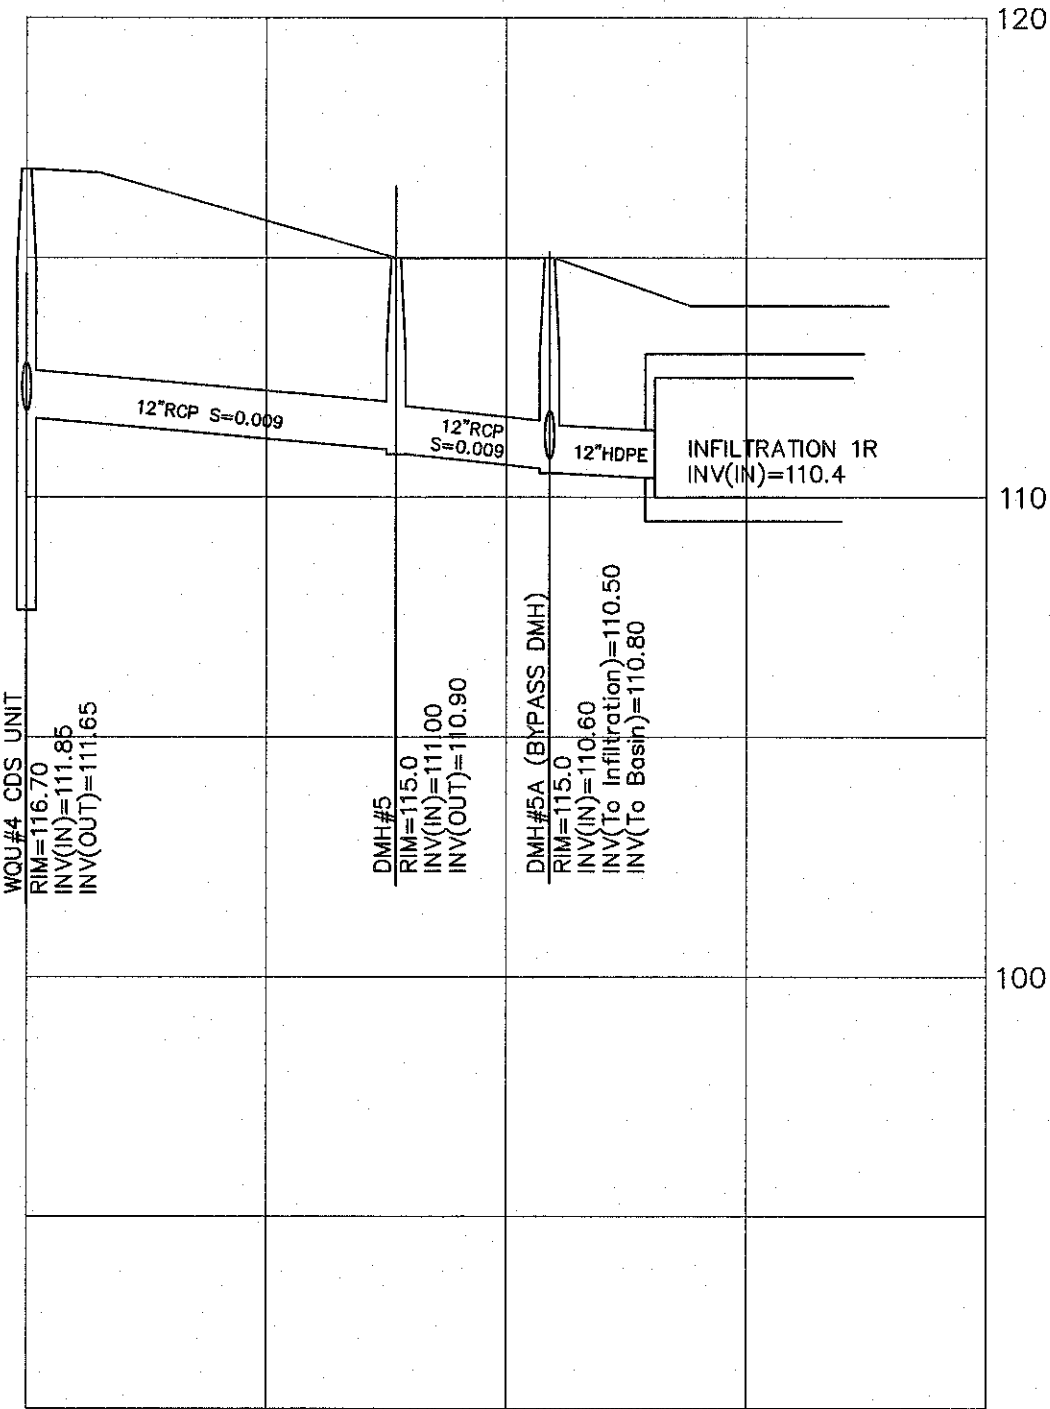 120
12"RCP S=0.009
12"RCP
S=0.009
12"HDPE
INFILTRATION 1R
INV(IN)=110.4
110
WQU#4 CDS UNIT
RIM=116.70
INV(IN)=111.85
INV(OUT)=111.65
DMH#5
RIM=115.0
INV(IN)=111.00
INV(OUT)=110.90
DMH#5A (BYPASS DMH)
RIM=115.0
INV(IN)=110.60
INV(To Infiltration)=110.50
INV(To Basin)=110.80
100